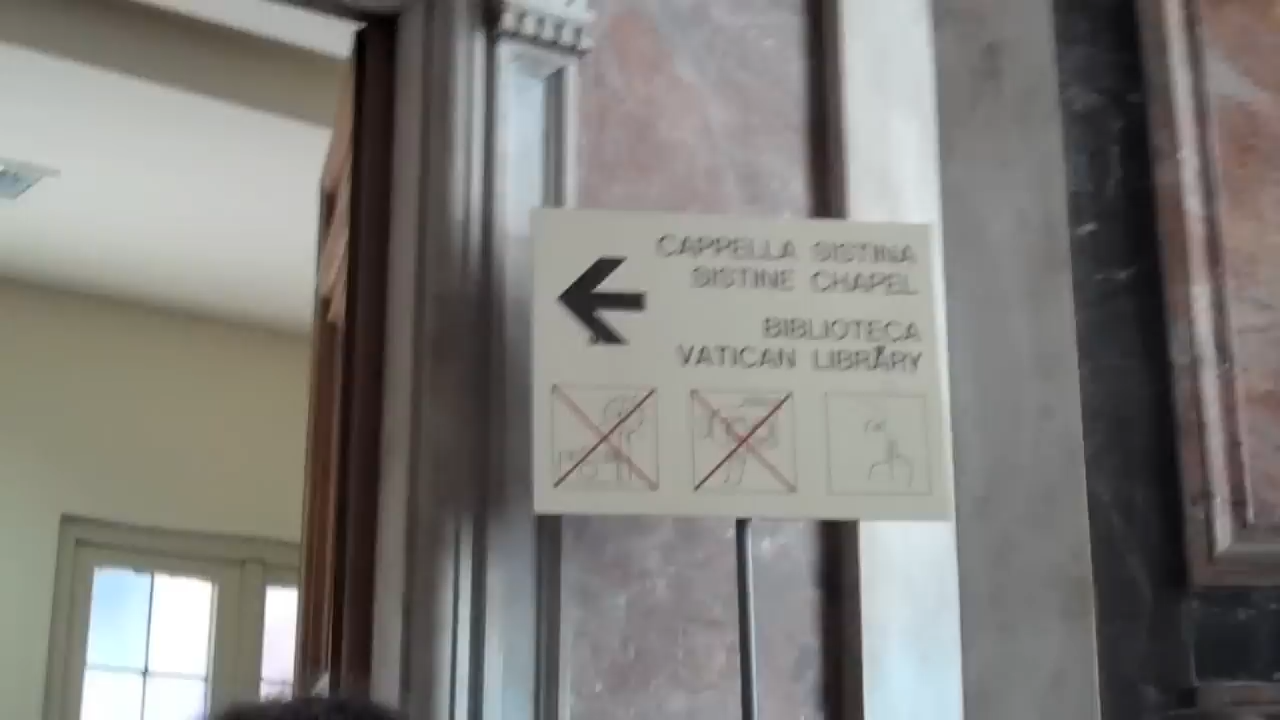 CAPPELLA SISTINA
SISTINE CHAPEL
BIBLIOTECA
VATICAN LIBRARY